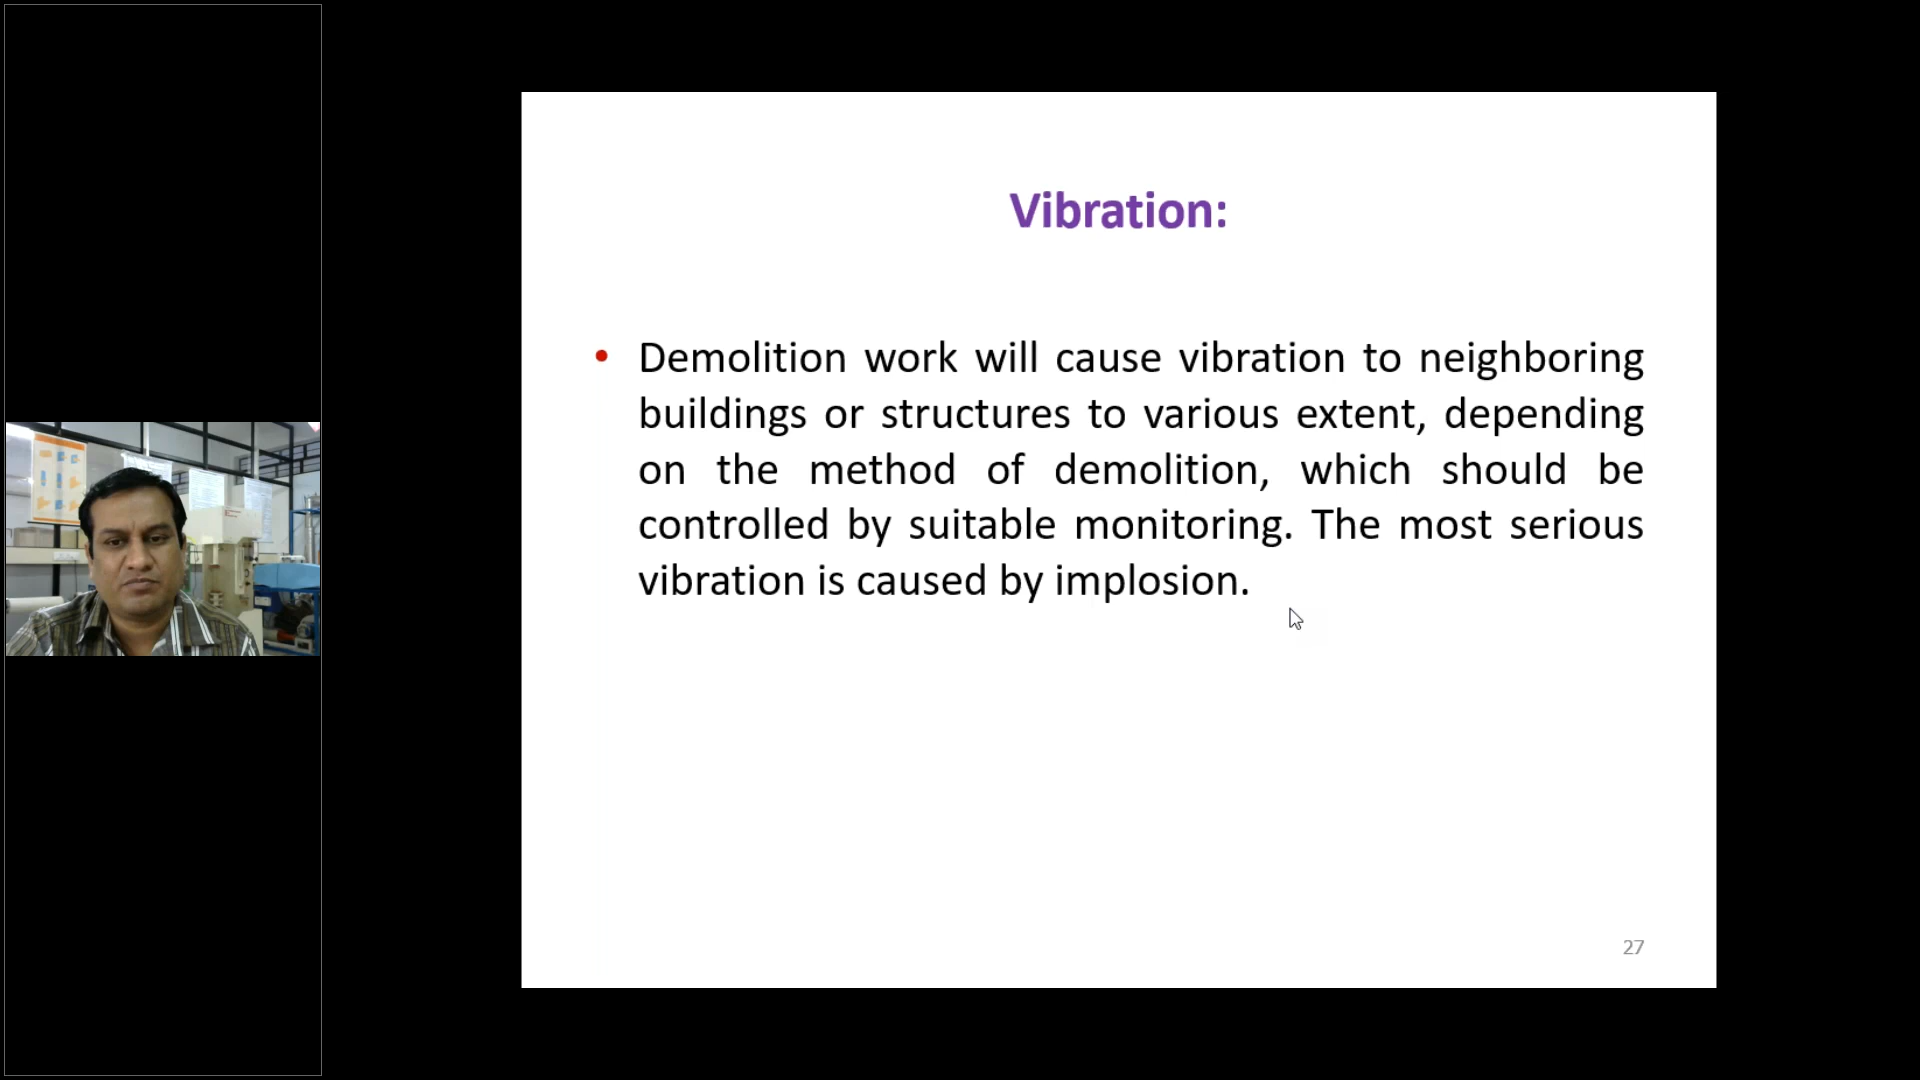 Vibration:
• Demolition work will cause vibration to neighboring
buildings or structures to various extent, depending
on the method of demolition, which should be
controlled by suitable monitoring. The most serious
vibration is caused by implosion.
27